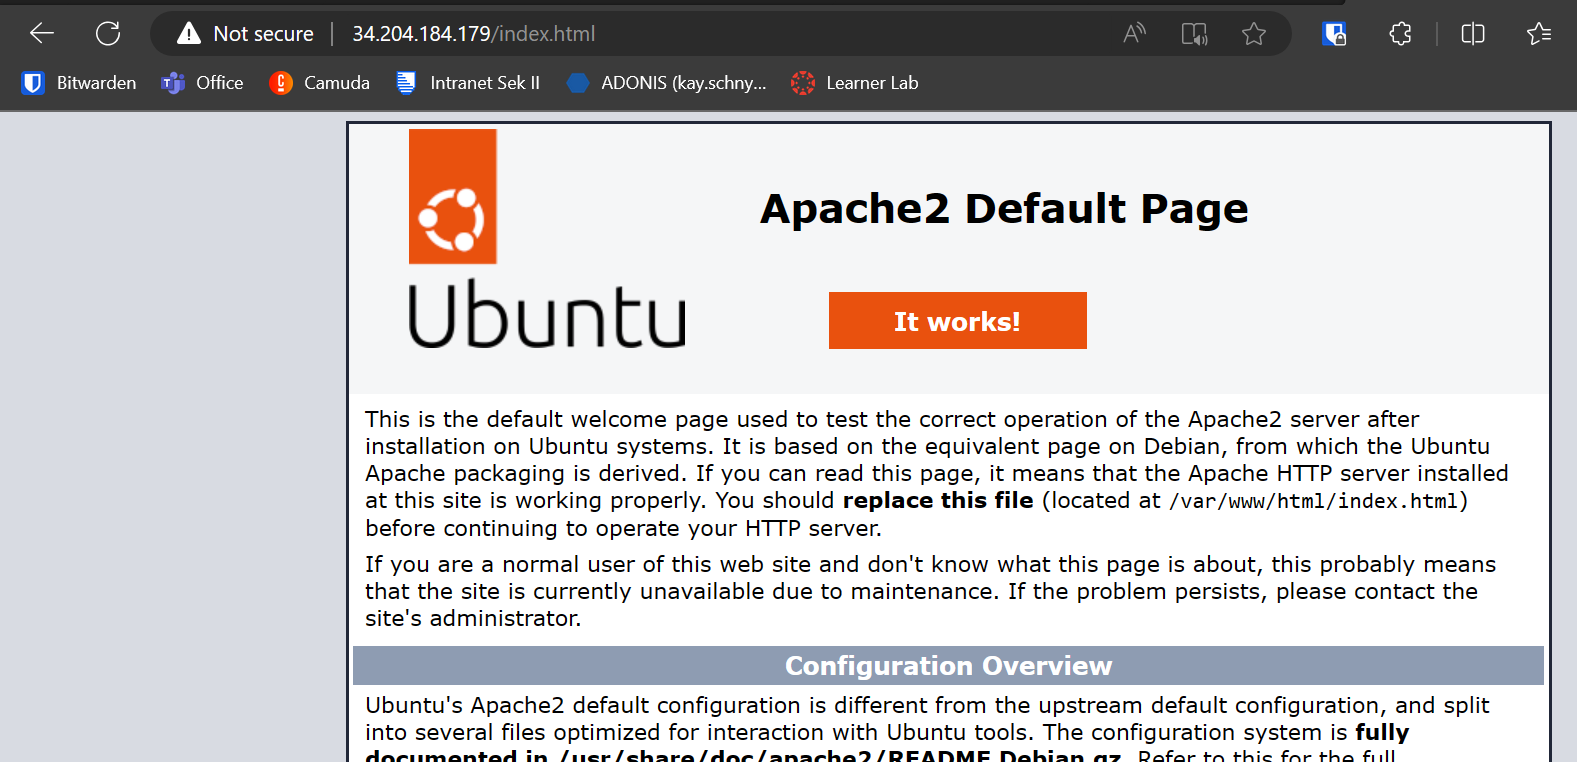 Not secure 34.204.184.179/index.html
Bitwarden Office Camuda Intranet Sek II ADONIS (kay.schny... Learner Lab
Ubuntu
Apache2 Default Page
It works!
This is the default welcome page used to test the correct operation of the Apache2 server after
installation on Ubuntu systems. It is based on the equivalent page on Debian, from which the Ubuntu
Apache packaging is derived. If you can read this page, it means that the Apache HTTP server installed
at this site is working properly. You should replace this file (located at /var/www/html/index.html)
before continuing to operate your HTTP server.
If you are a normal user of this web site and don't know what this page is about, this probably means
that the site is currently unavailable due to maintenance. If the problem persists, please contact the
site's administrator.
Configuration Overview
Ubuntu's Apache2 default configuration is different from the upstream default configuration, and split
into several files optimized for interaction with Ubuntu tools. The configuration system is fully
documented in /usr/share/doc/apache2/README.Debian.gz. Refer to this for the full